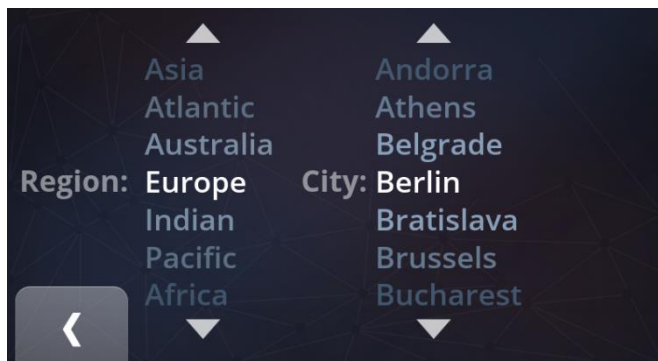 Asia Andorra
Atlantic Athens
Australia Belgrade
Region: Europe City: Berlin
Indian Bratislava
Pacific Brussels
Africa Bucharest